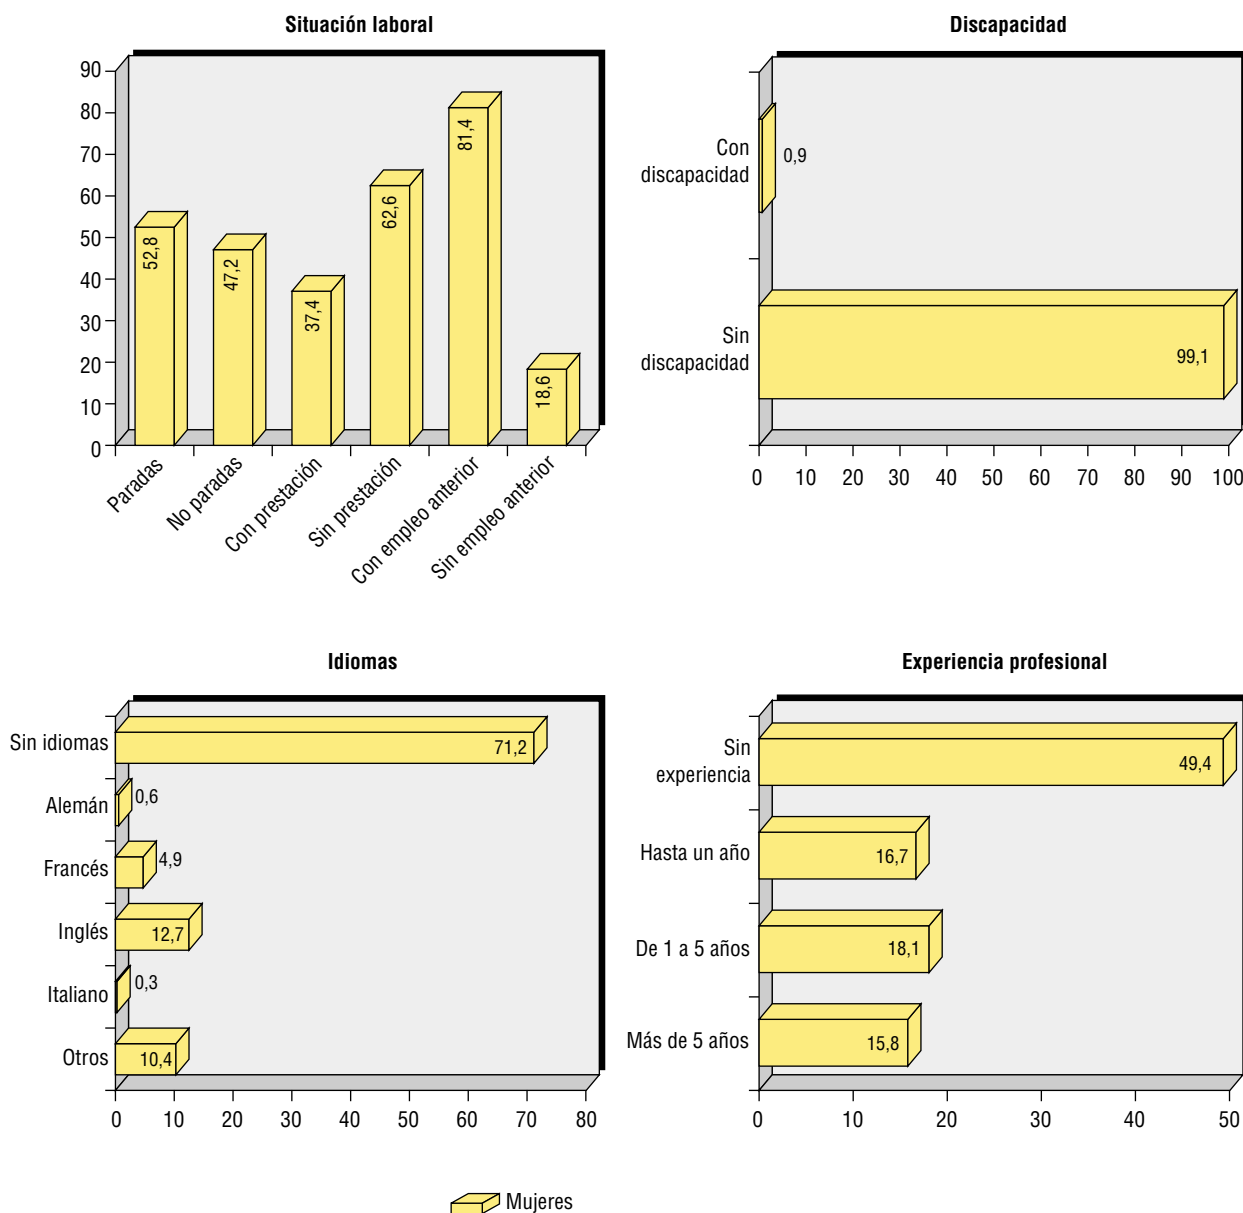 Situación laboral
90
80
70
60
50
40
30
20
10
0
52,8
47,2
37,4
62,6
81,4
18,6
Paradas
No paradas
Con prestación
Sin prestación
Con empleo anterior
Sin empleo anterior
Discapacidad
Con
discapacidad
0,9
Sin
discapacidad
99,1
0 10 20 30 40 50 60 70 80 90 100
Idiomas
Sin idiomas 71,2
Alemán 0,6
Francés 4,9
Inglés 12,7
Italiano 0,3
Otros 10,4
0 10 20 30 40 50 60 70 80
Experiencia profesional
Sin
experiencia
49,4
Hasta un año 16,7
De 1 a 5 años 18,1
Más de 5 años 15,8
0 10 20 30 40 50
Mujeres